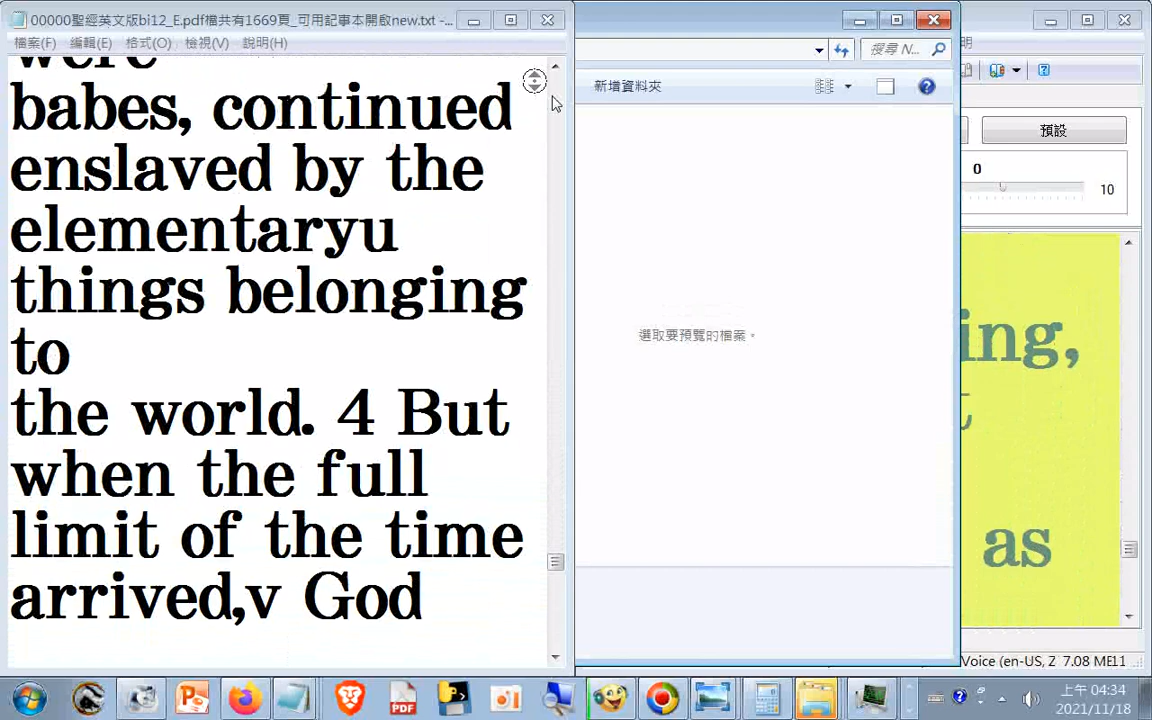 00000聖經英文版bi12_E.pdf檔共有1669頁_可用記事本開啟new.txt -...
檔案(F) 編輯(E) 格式(O) 檢視(V) 說明(H)
were
babes, continued
enslaved by the
elementaryu
things belonging
to
the world. 4 But
when the full
limit of the time
arrived,v God
搜尋 N...
新增資料夾
選取要預覽的檔案。
明
預設
0
10
ing,
as
Voice (en-US, Z 7.08 ME11
上午 04:34
2021/11/18